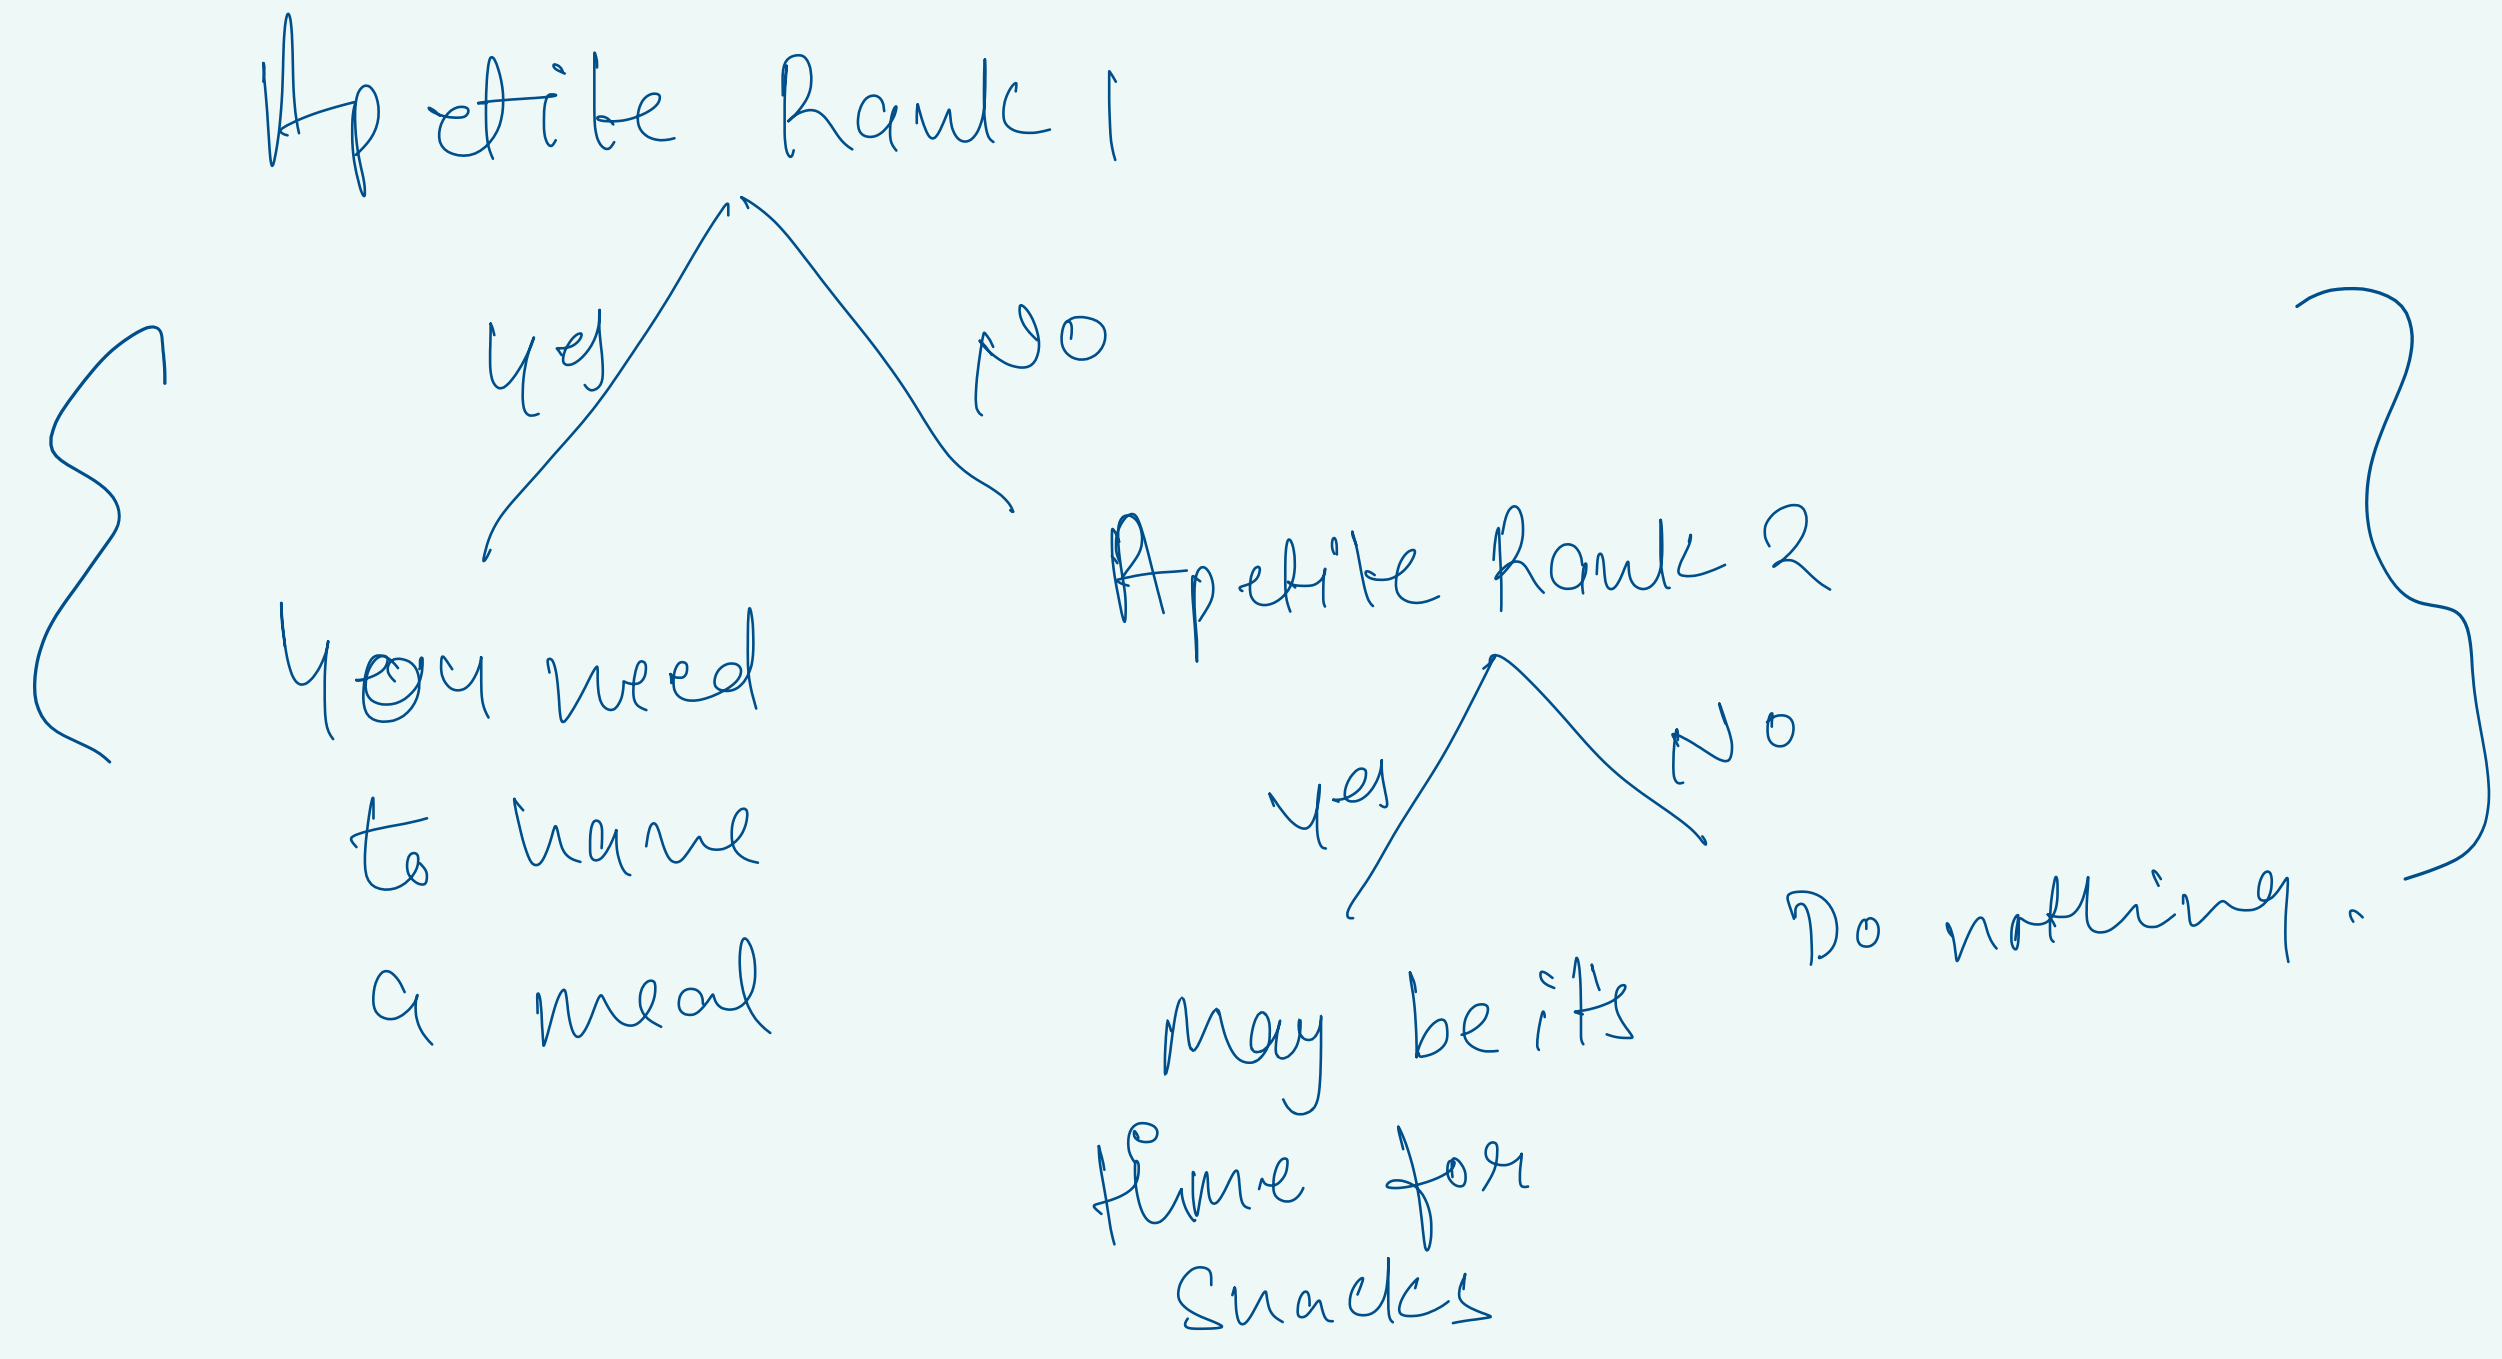 Apetite Rank 1
Yes
No
Apetite Rank 2
You need
to have
a meal
Yes
No
Do nothing.
May be its
time for
Snacks